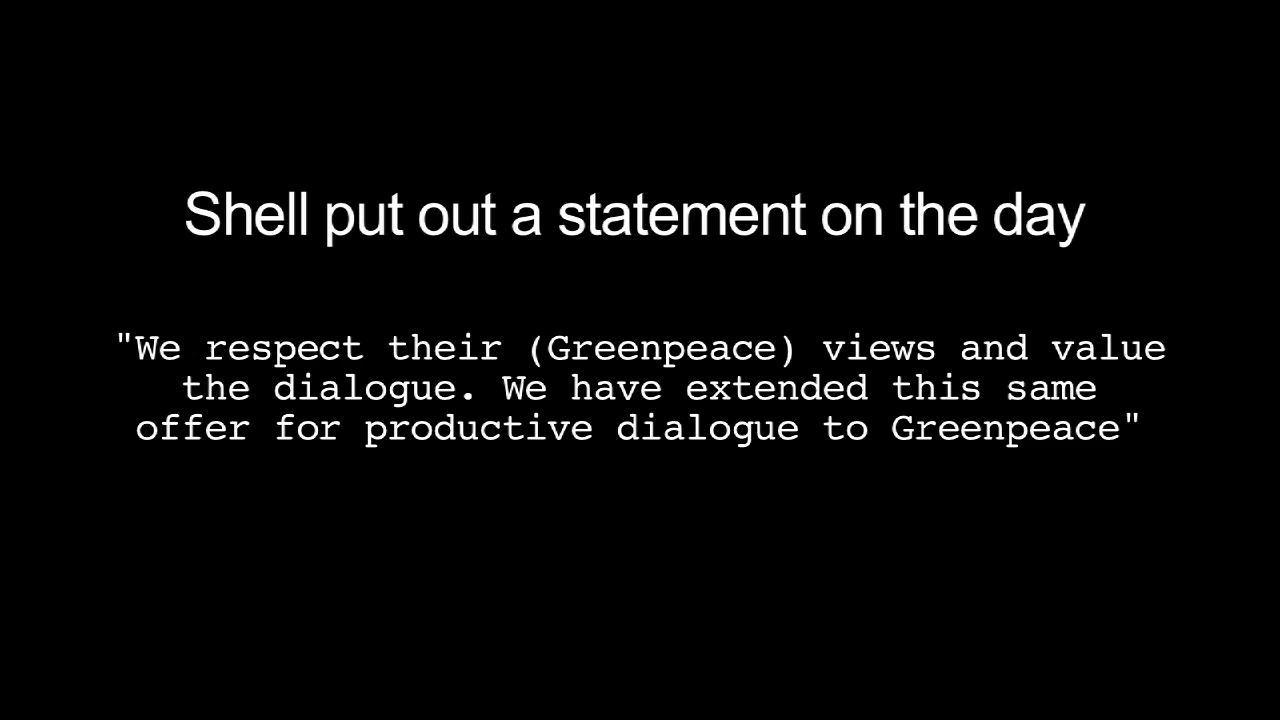 Shell put out a statement on the day
"We respect their (Greenpeace) views and value
the dialogue. We have extended this same
offer for productive dialogue to Greenpeace"